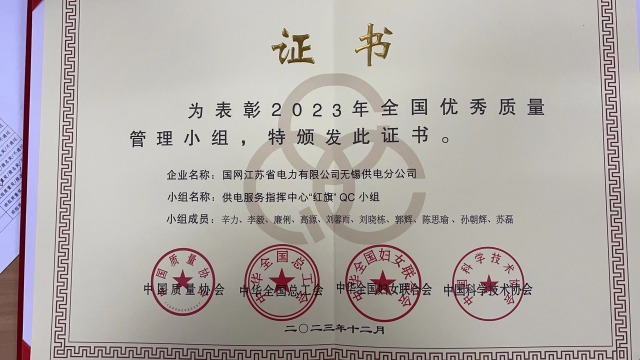 证书
为表彰2023年全国优秀质量
管理小组，特颁发此证书。
企业名称：国网江苏省电力有限公司无锡供电分公司
小组名称：供电服务指挥中心“红旗”QC小组
小组成员：辛力、李毅、廉俐、高源、刘馨雨、刘晓栋、郭辉、陈思瑜、孙朝辉、苏磊
中国质量协会 中华全国总工会 中华全国妇女联合会 中国科学技术协会
二〇二三年十二月